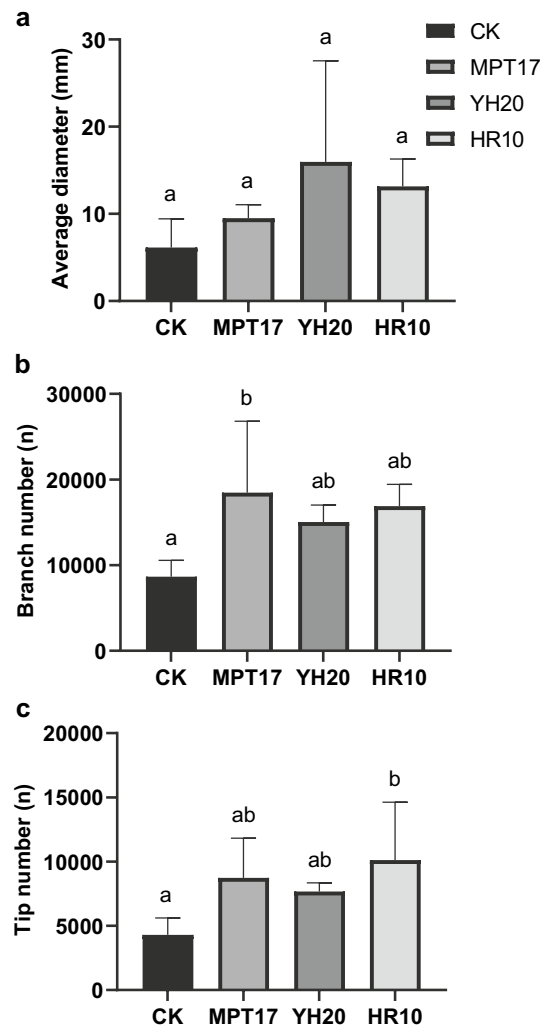 a
Average diameter (mm)
30
20
10
0
a
a
a
a
CK
MPT17
YH20
HR10
CK
MPT17
YH20
HR10
b
Branch number (n)
30000
20000
10000
0
a
b
ab
ab
CK
MPT17
YH20
HR10
c
Tip number (n)
20000
15000
10000
5000
0
a
ab
ab
b
CK
MPT17
YH20
HR10